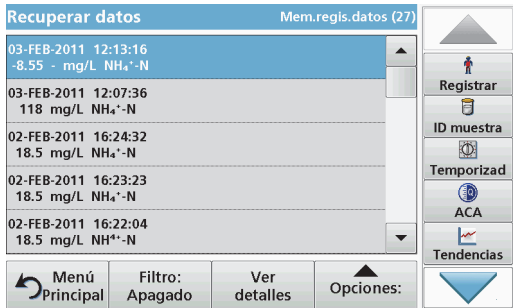 Recuperar datos
Mem.regis.datos (27)
03-FEB-2011 12:13:16
-8.55 - mg/L NH₄⁺-N
03-FEB-2011 12:07:36
118 mg/L NH₄⁺-N
02-FEB-2011 16:24:32
18.5 mg/L NH₄⁺-N
02-FEB-2011 16:23:23
18.5 mg/L NH₄⁺-N
02-FEB-2011 16:22:04
18.5 mg/L NH⁴⁺-N
Registrar
ID muestra
Temporizad
ACA
Tendencias
Menú
Principal
Filtro:
Apagado
Ver
detalles
Opciones: